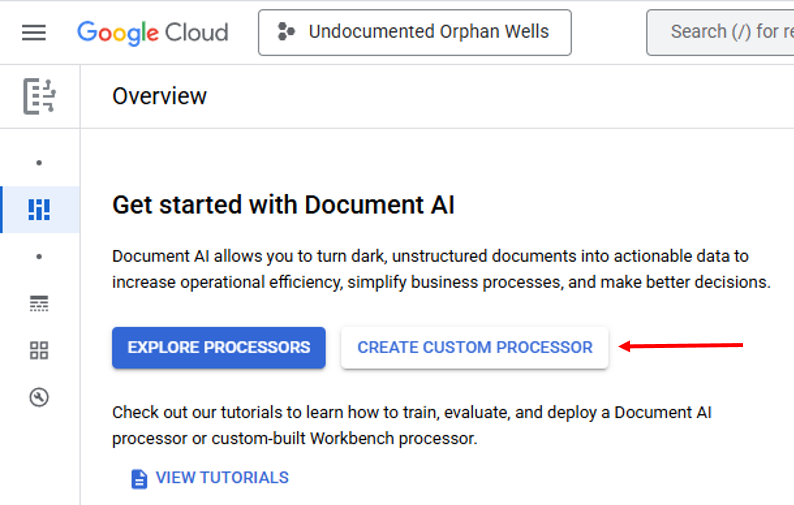 Google Cloud
Undocumented Orphan Wells
Search (/) for re
Overview
Get started with Document AI
Document AI allows you to turn dark, unstructured documents into actionable data to
increase operational efficiency, simplify business processes, and make better decisions.
EXPLORE PROCESSORS
CREATE CUSTOM PROCESSOR
Check out our tutorials to learn how to train, evaluate, and deploy a Document AI
processor or custom-built Workbench processor.
VIEW TUTORIALS